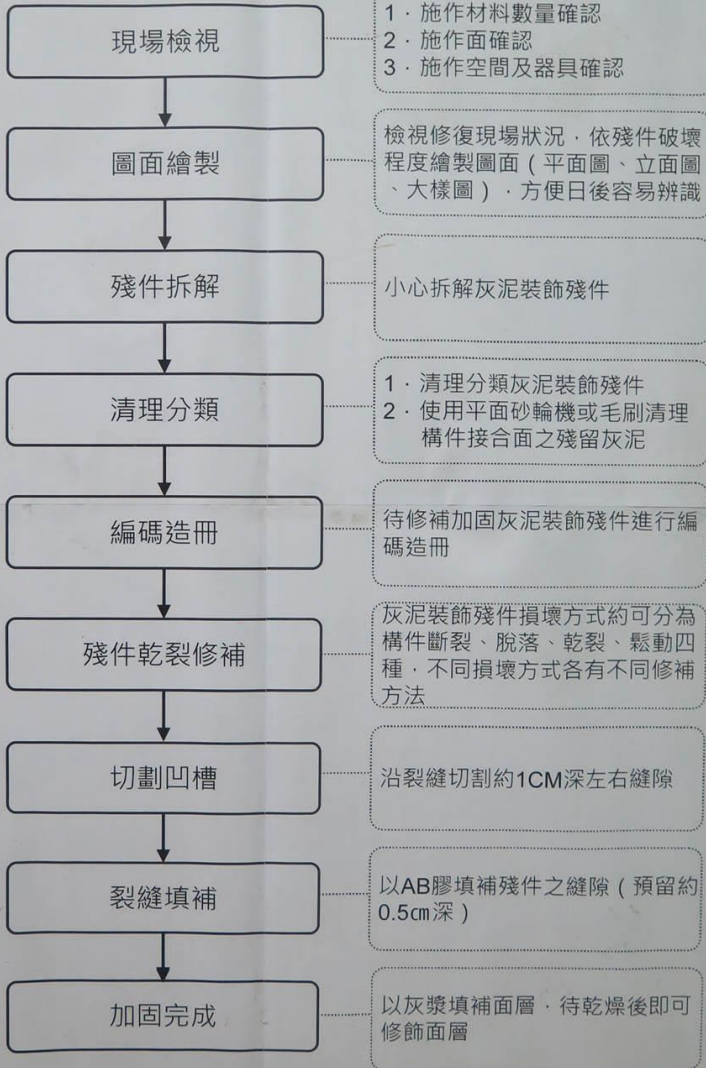 現場檢視
1．施作材料數量確認
2．施作面確認
3．施作空間及器具確認
圖面繪製
檢視修復現場狀況．依殘件破壞
程度繪製圖面（平面圖、立面圖
、大樣圖）．方便日後容易辨識
殘件拆解
小心拆解灰泥裝飾殘件
清理分類
1．清理分類灰泥裝飾殘件
2．使用平面砂輪機或毛刷清理
構件接合面之殘留灰泥
編碼造冊
待修補加固灰泥裝飾殘件進行編
碼造冊
殘件乾裂修補
灰泥裝飾殘件損壞方式約可分為
構件斷裂、脫落、乾裂、鬆動四
種．不同損壞方式各有不同修補
方法
切劃凹槽
沿裂縫切割約1CM深左右縫隙
裂縫填補
以AB膠填補殘件之縫隙（預留約
0.5㎝深）
加固完成
以灰漿填補面層．待乾燥後即可
修飾面層